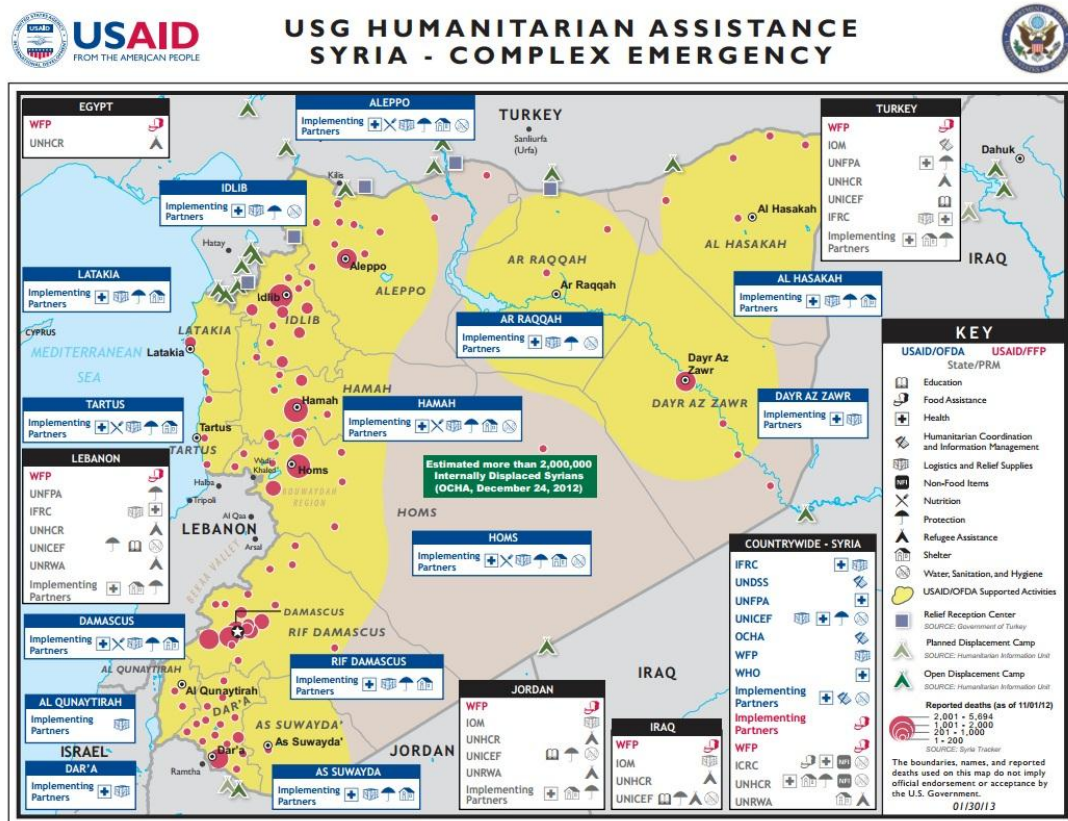 USAID
FROM THE AMERICAN PEOPLE
USG HUMANITARIAN ASSISTANCE
SYRIA - COMPLEX EMERGENCY
EGYPT
WFP
UNHCR
ALEPPO
Implementing
Partners
TURKEY
Sanliurfa
(Urfa)
TURKEY
WFP
IOM
UNFPA
UNHCR
UNICEF
IFRC
Implementing
Partners
Dahuk
IRAQ
IDLIB
Implementing
Partners
Kilis
Hatay
Aleppo
ALEPPO
Al Hasakah
AL HASAKAH
AR RAQQAH
Ar Raqqah
LATAKIA
Implementing
Partners
Idlib
IDLIB
AL HASAKAH
Implementing
Partners
AR RAQQAH
Implementing
Partners
CYPRUS
MEDITERRANEAN
SEA
LATAKIA
Latakia
Dayr Az
Zawr
DAYR AZ ZAWR
DAYR AZ ZAWR
Implementing
Partners
TARTUS
Implementing
Partners
HAMAH
Hamah
HAMAH
Implementing
Partners
Tartus
TARTUS
LEBANON
WFP
UNFPA
IFRC
UNHCR
UNICEF
UNRWA
Implementing
Partners
Wadi
Khaled
Homs
Halba
Tripoli
BOUWAYDAH
REGION
Estimated more than 2,000,000
Internally Displaced Syrians
(OCHA, December 24, 2012)
HOMS
LEBANON
Al Qaa
Arsal
BEKAA VALLEY
HOMS
Implementing
Partners
DAMASCUS
Implementing
Partners
DAMASCUS
RIF DAMASCUS
RIF DAMASCUS
Implementing
Partners
AL QUNAYTIRAH
Al Qunaytirah
AL QUNAYTIRAH
Implementing
Partners
DAR'A
AS SUWAYDA'
As Suwayda'
Dar'a
Ramtha
ISRAEL
DAR'A
Implementing
Partners
AS SUWAYDA
Implementing
Partners
JORDAN
JORDAN
WFP
IOM
UNHCR
UNICEF
UNRWA
Implementing
Partners
IRAQ
IRAQ
WFP
IOM
UNHCR
UNICEF
COUNTRYWIDE - SYRIA
IFRC
UNDSS
UNFPA
UNICEF
OCHA
WFP
WHO
Implementing
Partners
Implementing
Partners
WFP
ICRC
NFI
UNHCR
NFI
UNRWA
KEY
USAID/OFDA USAID/FFP
State/PRM
Education
Food Assistance
Health
Humanitarian Coordination
and Information Management
Logistics and Relief Supplies
NFI Non-Food Items
Nutrition
Protection
Refugee Assistance
Shelter
Water, Sanitation, and Hygiene
USAID/OFDA Supported Activities
Relief Reception Center
SOURCE: Government of Turkey
Planned Displacement Camp
SOURCE: Humanitarian Information Unit
Open Displacement Camp
SOURCE: Humanitarian Information Unit
Reported deaths (as of 11/01/12)
2,001 - 5,694
1,001 - 2,000
201 - 1,000
1 - 200
SOURCE: Syria Tracker
The boundaries, names, and reported
deaths used on this map do not imply
official endorsement or acceptance by
the U.S. Government.
01/30/13